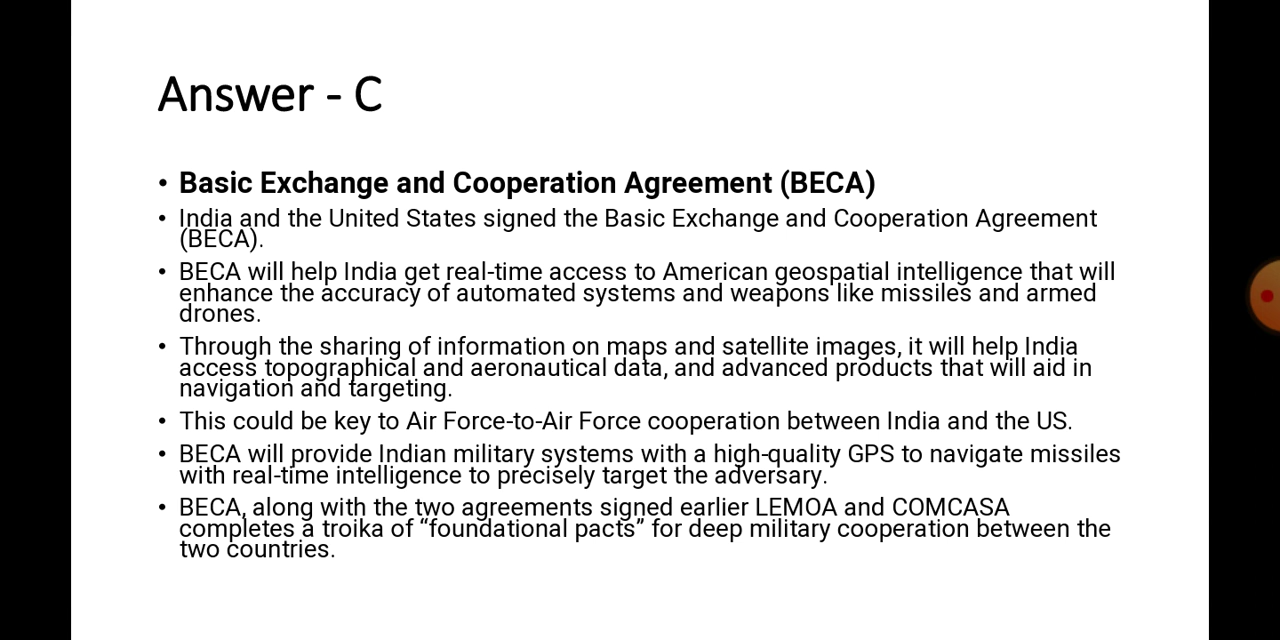 Answer - C
• Basic Exchange and Cooperation Agreement (BECA)
• India and the United States signed the Basic Exchange and Cooperation Agreement
(BECA).
• BECA will help India get real-time access to American geospatial intelligence that will
enhance the accuracy of automated systems and weapons like missiles and armed
drones.
• Through the sharing of information on maps and satellite images, it will help India
access topographical and aeronautical data, and advanced products that will aid in
navigation and targeting.
• This could be key to Air Force-to-Air Force cooperation between India and the US.
• BECA will provide Indian military systems with a high-quality GPS to navigate missiles
with real-time intelligence to precisely target the adversary.
• BECA, along with the two agreements signed earlier LEMOA and COMCASA
completes a troika of “foundational pacts” for deep military cooperation between the
two countries.